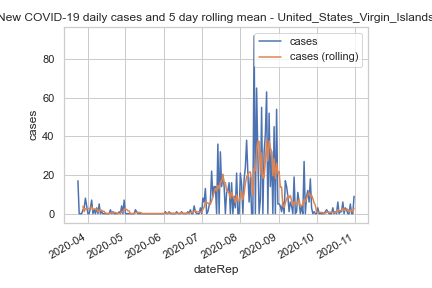 New COVID-19 daily cases and 5 day rolling mean - United_States_Virgin_Islands
cases
cases (rolling)
80
60
40
20
0
cases
2020-04
2020-05
2020-06
2020-07
2020-08
2020-09
2020-10
2020-11
dateRep